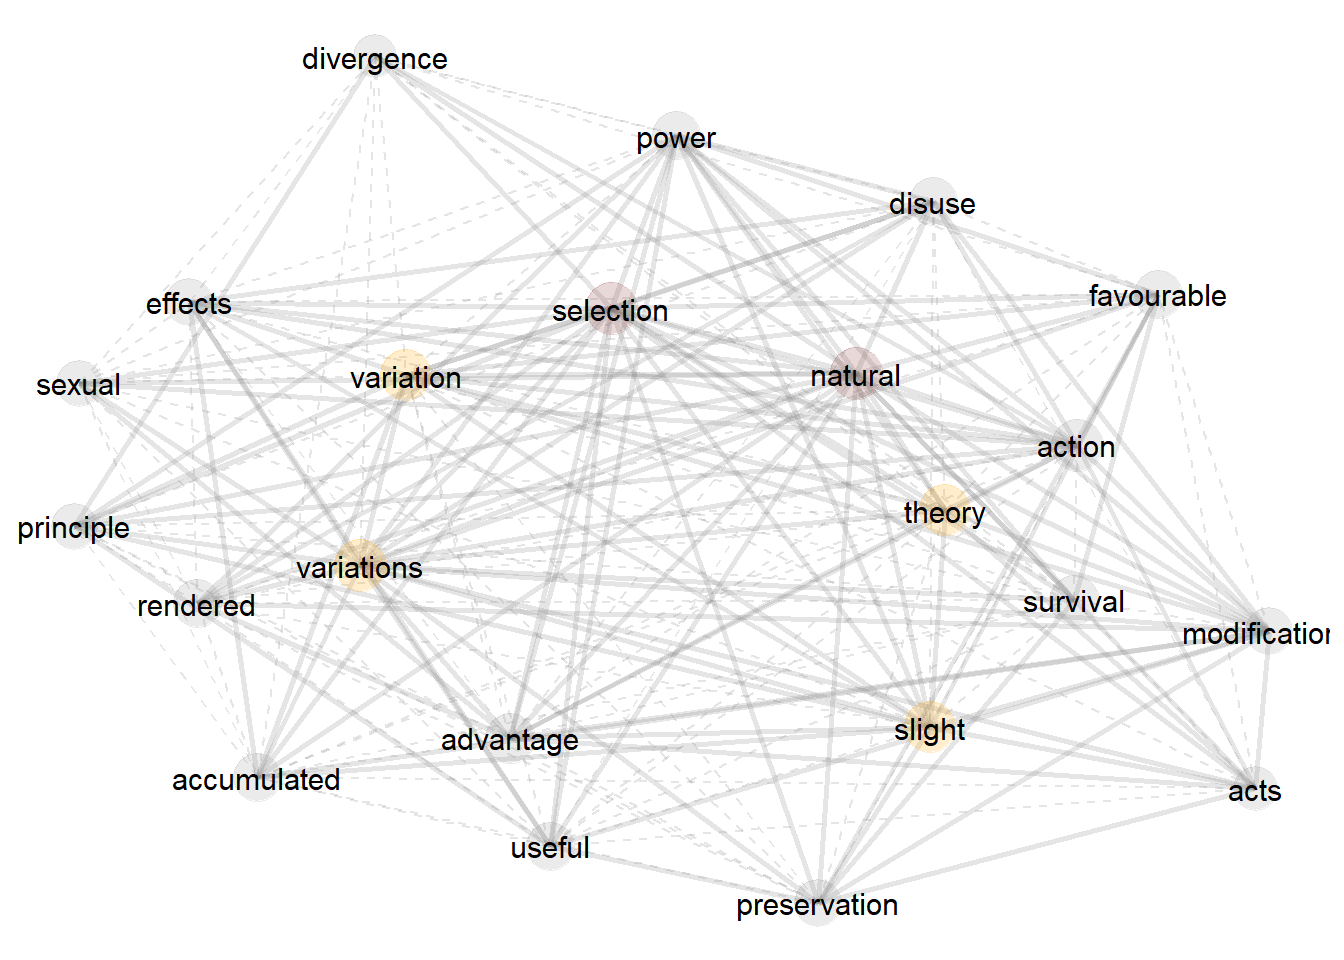 divergence
power
disuse
favourable
effects
selection
sexual
variation
natural
action
theory
principle
variations
rendered
survival
modification
slight
advantage
accumulated
acts
useful
preservation